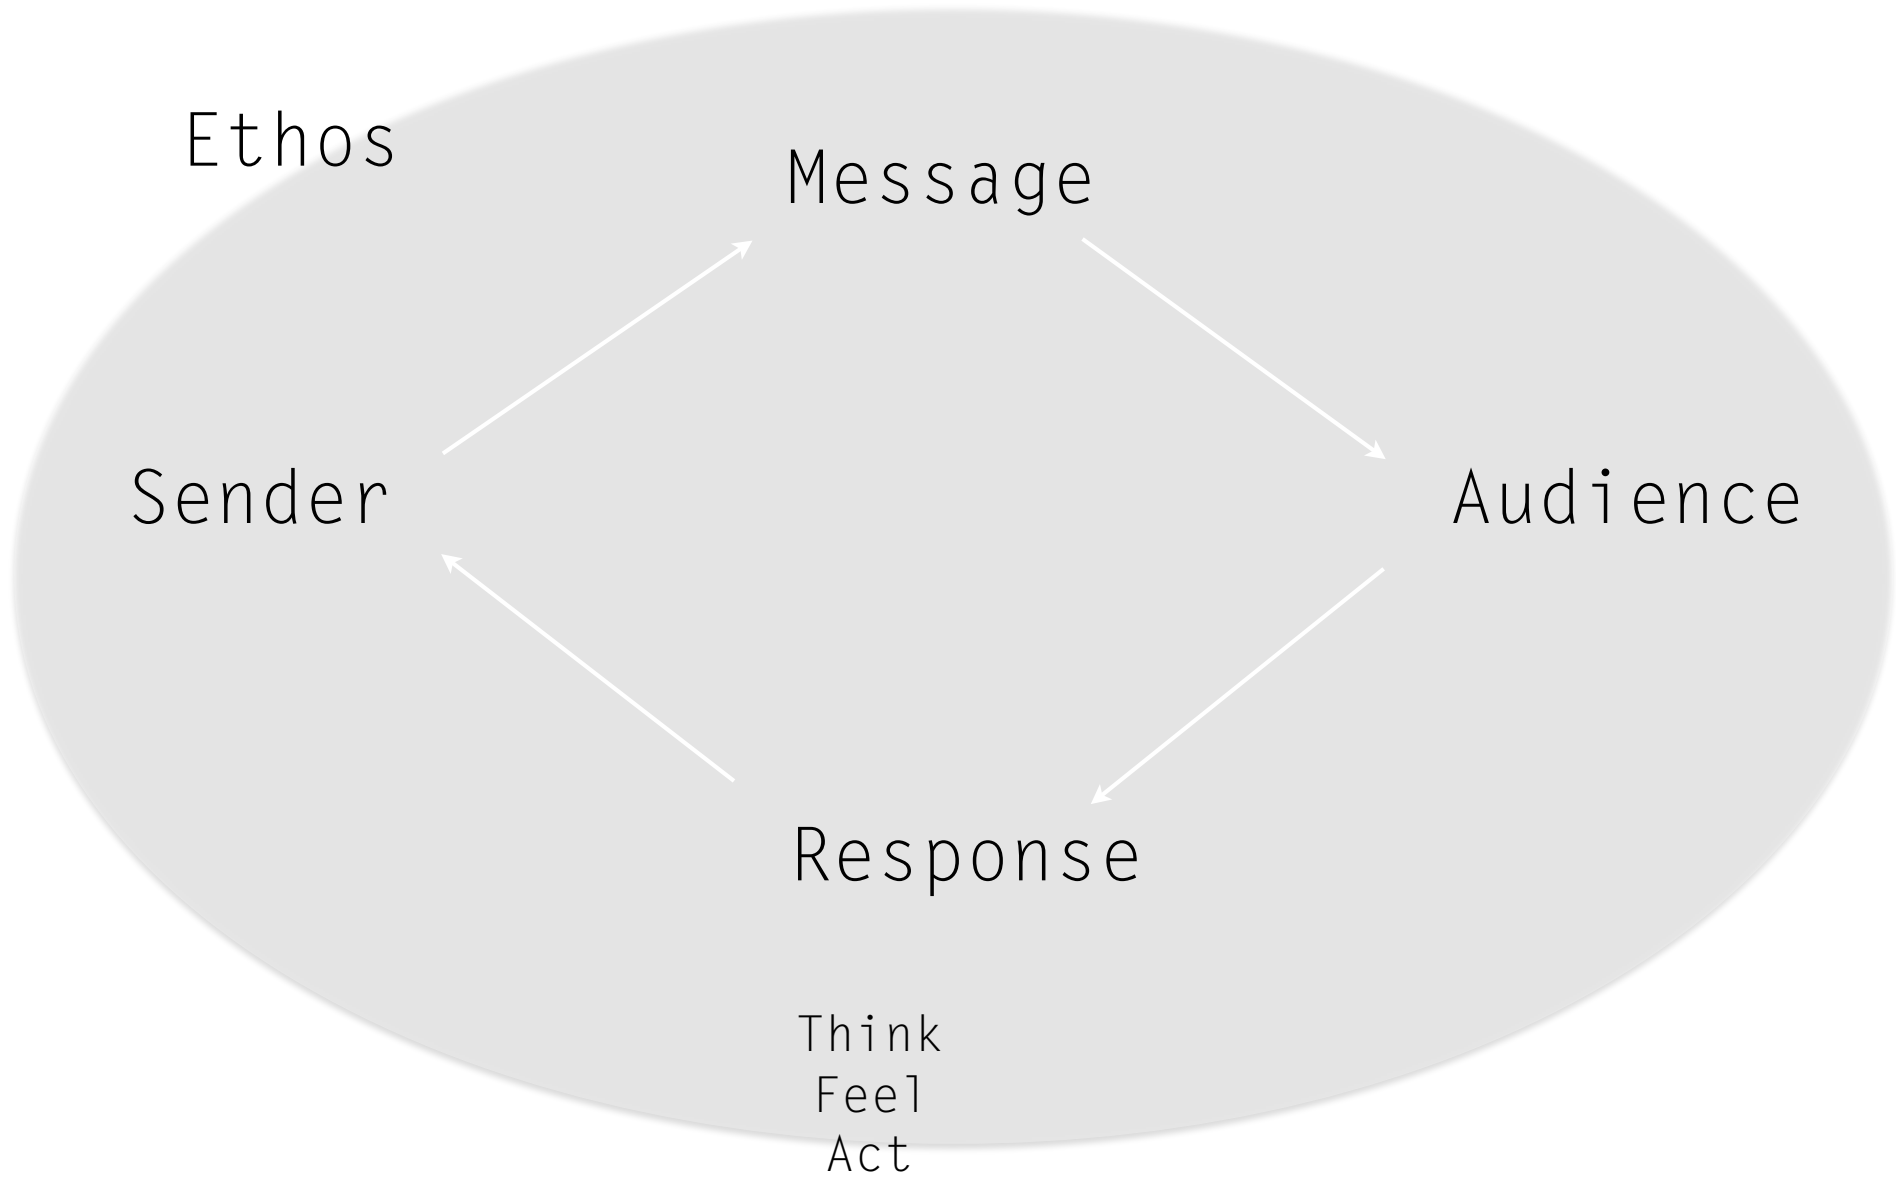 Ethos
Message
Sender
Audience
Response
Think
Feel
Act